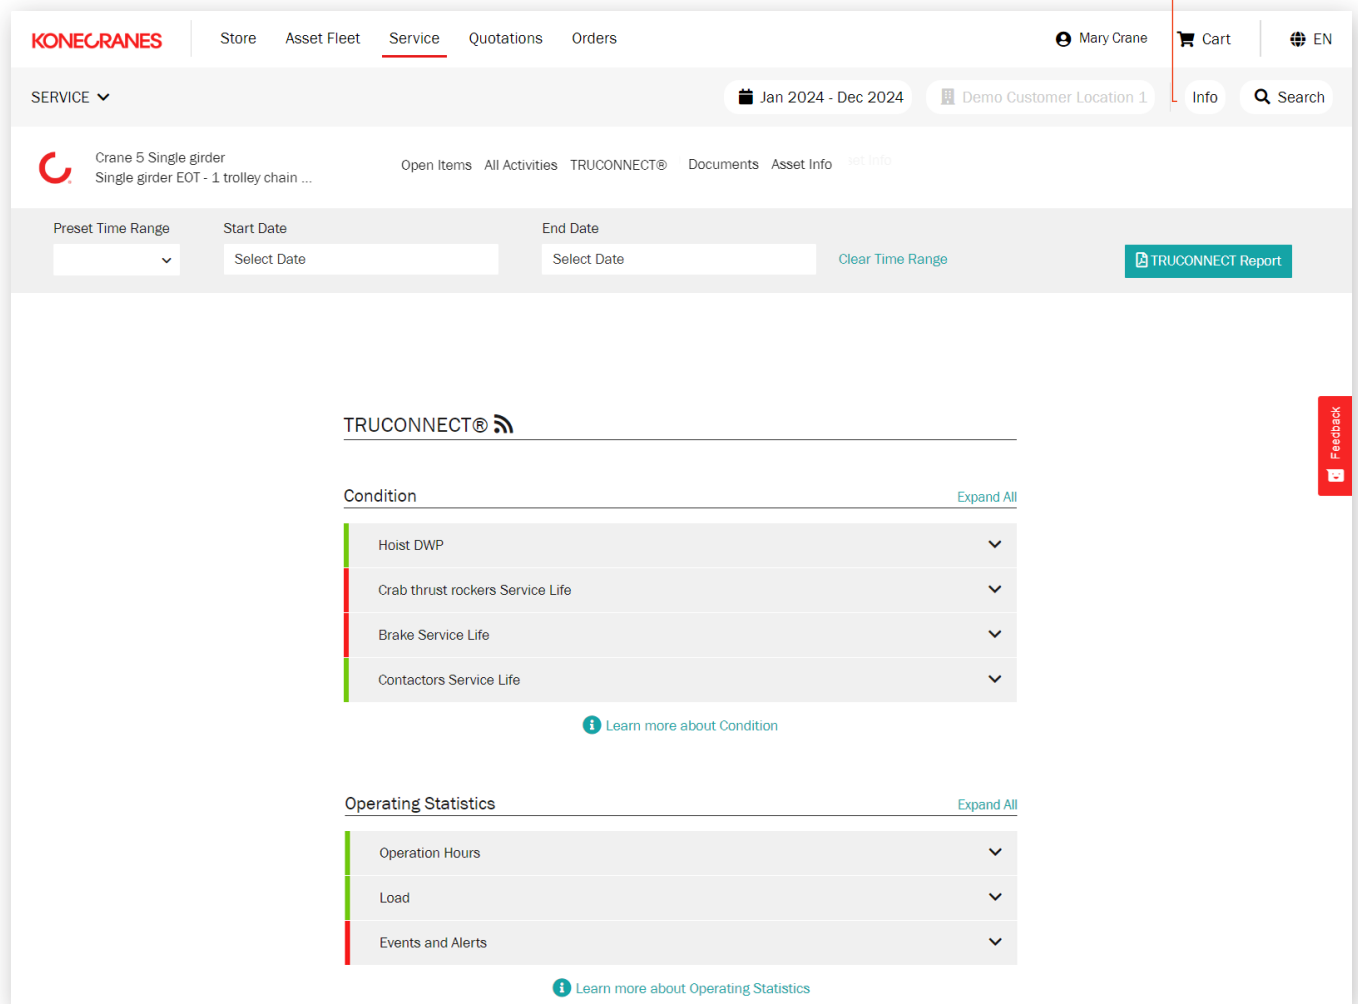 KONECRANES Store Asset Fleet Service Quotations Orders Mary Crane Cart EN
SERVICE Jan 2024 - Dec 2024 Demo Customer Location 1 Info Search
Crane 5 Single girder
Single girder EOT - 1 trolley chain ...
Open Items All Activities TRUCONNECT® Documents Asset Info
Preset Time Range Start Date End Date
Select Date Select Date Clear Time Range TRUCONNECT Report
Feedback
TRUCONNECT®
Condition Expand All
Hoist DWP
Crab thrust rockers Service Life
Brake Service Life
Contactors Service Life
Learn more about Condition
Operating Statistics Expand All
Operation Hours
Load
Events and Alerts
Learn more about Operating Statistics